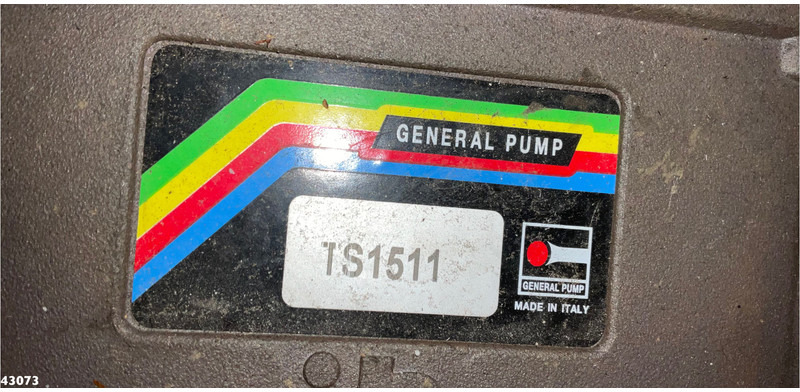 GENERAL PUMP
TS1511
GENERAL PUMP
MADE IN ITALY
43073